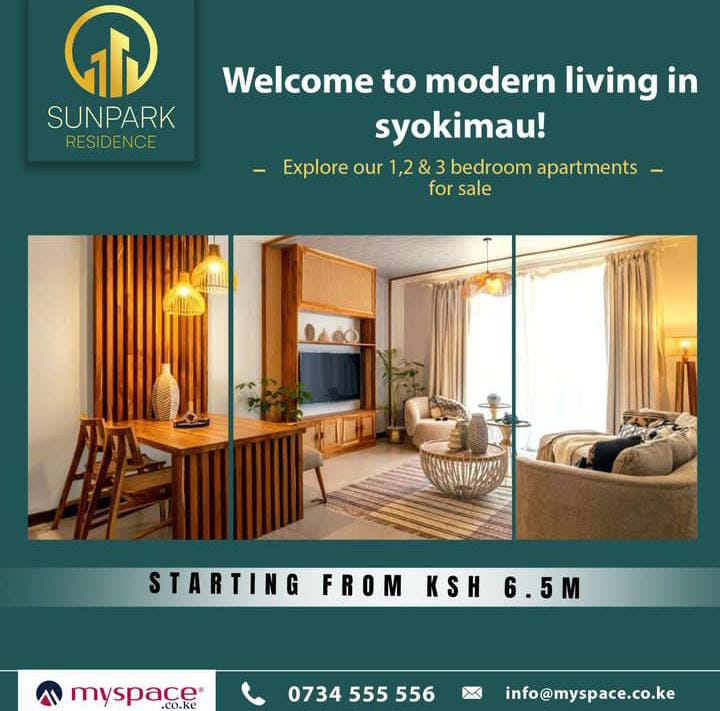 SUNPARK
RESIDENCE
Welcome to modern living in
syokimau!
– Explore our 1,2 & 3 bedroom apartments –
for sale
STARTING FROM KSH 6.5M
myspace®
.co.ke
0734 555 556
info@myspace.co.ke